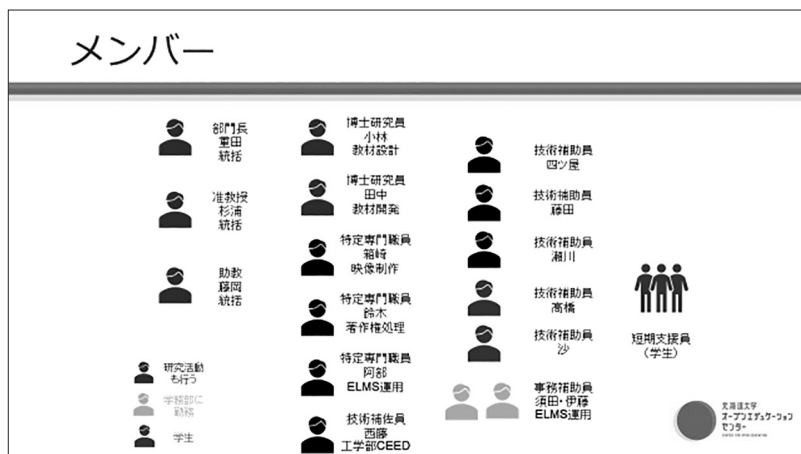 メンバー
部門長
重田
統括
准教授
杉浦
統括
助教
藤岡
統括
博士研究員
小林
教材設計
博士研究員
田中
教材開発
特定専門職員
箱崎
映像制作
特定専門職員
鈴木
著作権処理
特定専門職員
阿部
ELMS運用
技術補佐員
西藤
工学部CEED
技術補助員
四ツ屋
技術補助員
藤田
技術補助員
瀬川
技術補助員
高橋
技術補助員
沙
事務補助員
須田・伊藤
ELMS運用
短期支援員
(学生)
研究活動
も行う
学務部に
勤務
学生
北海道大学
オープンエデュケーション
センター